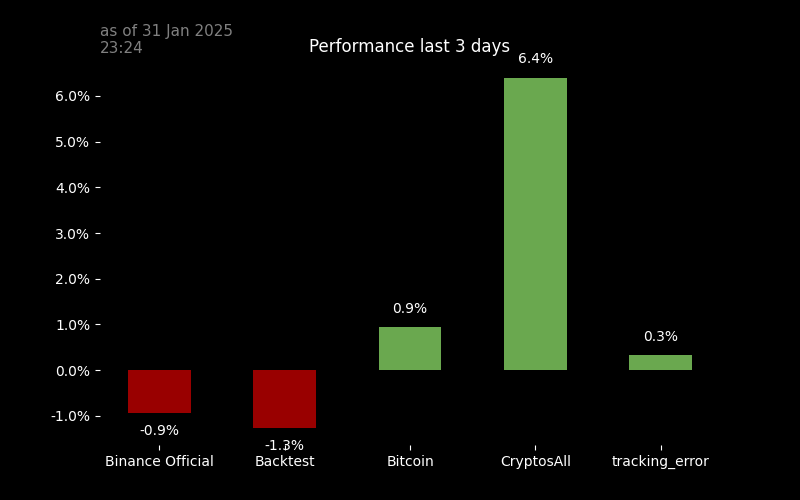 as of 31 Jan 2025
23:24
Performance last 3 days
6.4%
6.0%
5.0%
4.0%
3.0%
2.0%
1.0%
0.0%
-1.0%
0.9%
0.3%
-0.9%
-1.3%
Binance Official
Backtest
Bitcoin
CryptosAll
tracking_error